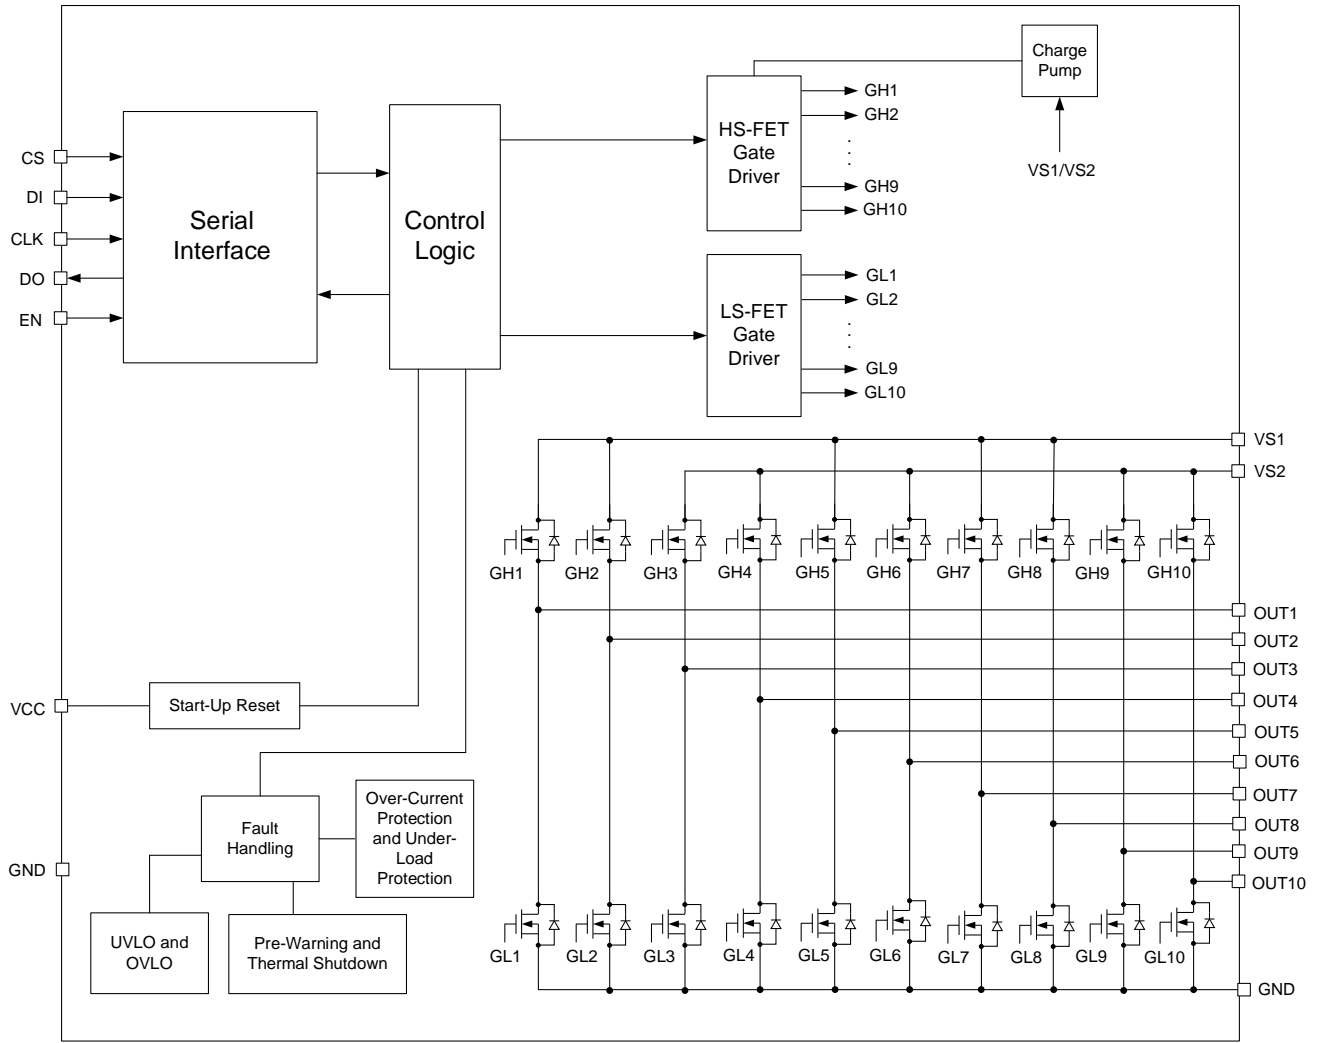 Charge
Pump
VS1/VS2
HS-FET
Gate
Driver
GH1
GH2
GH9
GH10
CS
DI
CLK
DO
EN
Serial
Interface
Control
Logic
LS-FET
Gate
Driver
GL1
GL2
GL9
GL10
VS1
VS2
GH1
GH2
GH3
GH4
GH5
GH6
GH7
GH8
GH9
GH10
OUT1
OUT2
OUT3
OUT4
OUT5
OUT6
OUT7
OUT8
OUT9
OUT10
VCC
Start-Up Reset
Fault
Handling
Over-Current
Protection
and Under-
Load
Protection
GND
UVLO and
OVLO
Pre-Warning and
Thermal Shutdown
GL1
GL2
GL3
GL4
GL5
GL6
GL7
GL8
GL9
GL10
GND